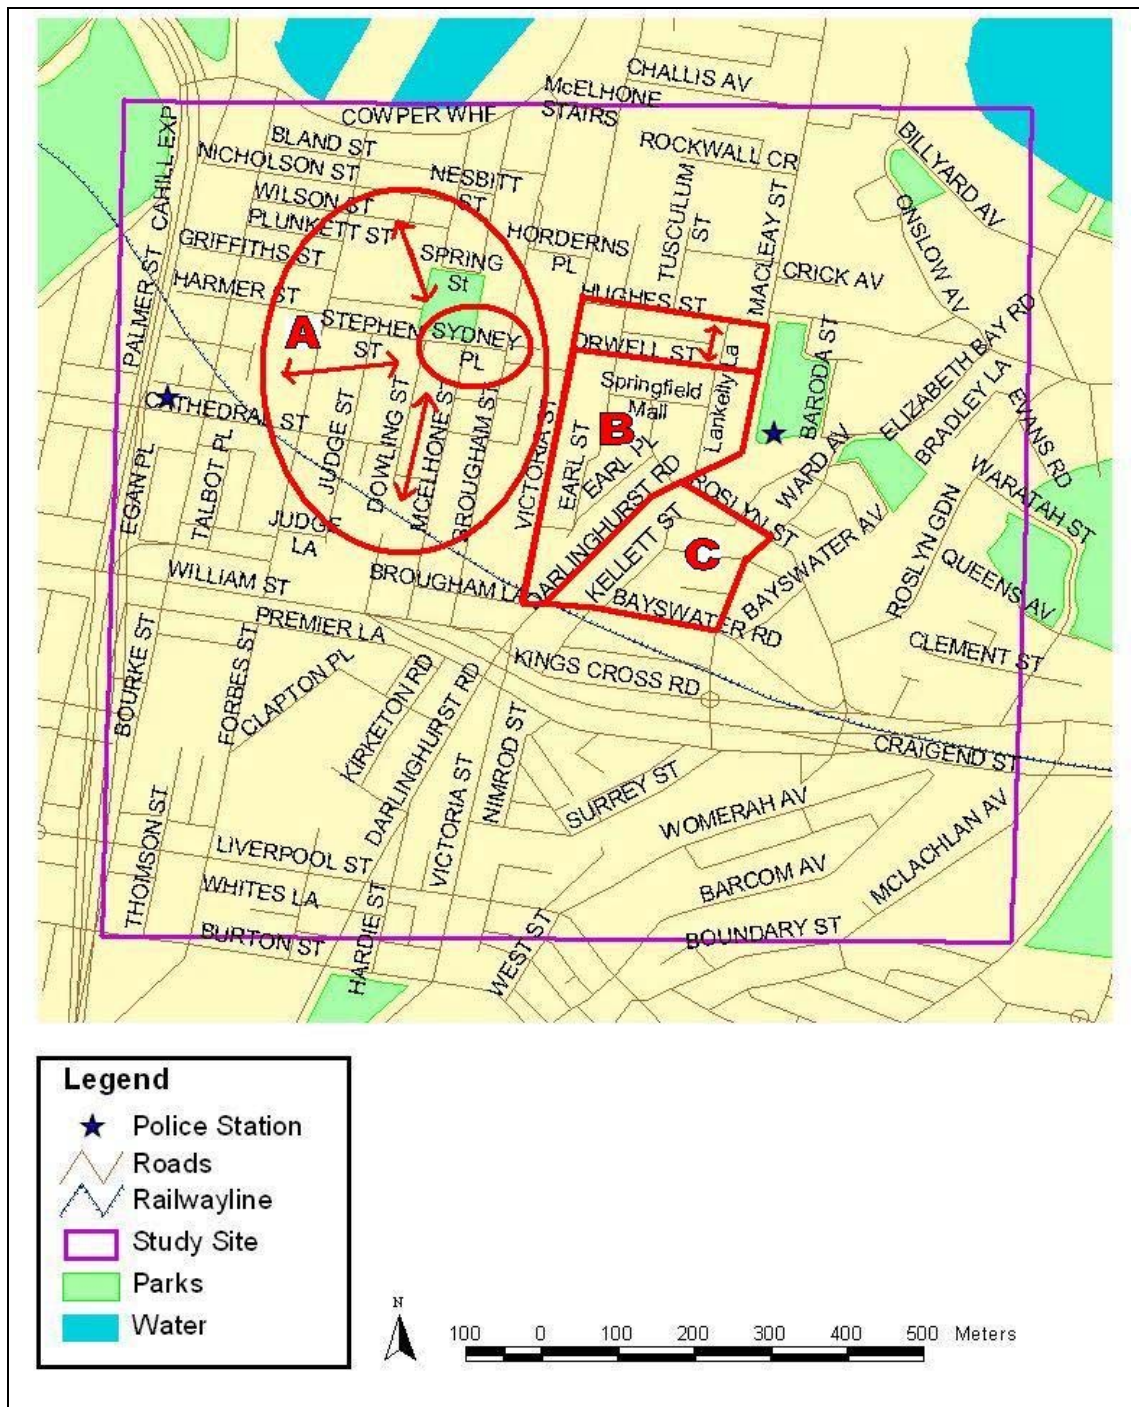 CHALLIS AV
McELHONE
STAIRS
COWPER WHF
CAHILL EXP
BLAND ST
NICHOLSON ST
ROCKWALL CR
BILLYARD AV
WILSON ST
NESBITT
ST
TUSCULUM
ST
MACLEAY ST
ONSLOW AV
PLUNKETT ST
GRIFFITHS ST
HORDERNS
PL
SPRING
St
CRICK AV
HARMER ST
PALMER ST
HUGHES ST
ELIZABETH BAY RD
A
STEPHEN
ST
SYDNEY
PL
ORWELL ST
BARODA ST
BRADLEY LA
Springfield
Mall
Lankelly La
EVANS RD
CATHEDRAL ST
JUDGE ST
DOWLING ST
MCELHONE ST
BROUGHAM ST
VICTORIA ST
EARL ST
B
EARL PL
WARD AV
WARATAH ST
EGAN PL
TALBOT PL
DARLINGHURST RD
ROSLYN ST
JUDGE
LA
KELLETT ST
C
BAYSWATER AV
ROSLYN GDN
QUEENS AV
WILLIAM ST
BROUGHAM LA
BAYSWATER RD
PREMIER LA
CLEMENT ST
BOURKE ST
FORBES ST
CLAPTON PL
KIRKETON RD
DARLINGHURST RD
KINGS CROSS RD
NIMROD ST
CRAIGEND ST
VICTORIA ST
SURREY ST
WOMERAH AV
THOMSON ST
LIVERPOOL ST
MCLACHLAN AV
WHITES LA
BARCOM AV
BURTON ST
HARDIE ST
WEST ST
BOUNDARY ST
Legend
Police Station
Roads
Railwayline
Study Site
Parks
Water
N
100 0 100 200 300 400 500 Meters